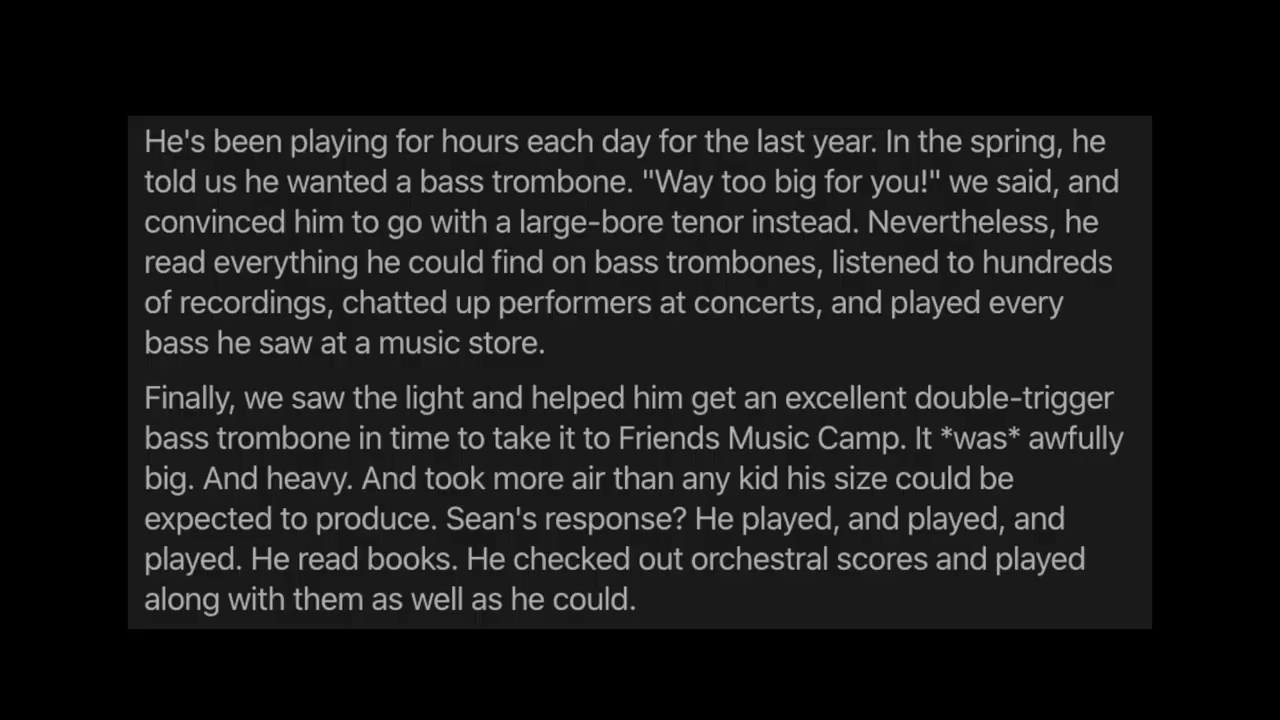 He's been playing for hours each day for the last year. In the spring, he
told us he wanted a bass trombone. "Way too big for you!" we said, and
convinced him to go with a large-bore tenor instead. Nevertheless, he
read everything he could find on bass trombones, listened to hundreds
of recordings, chatted up performers at concerts, and played every
bass he saw at a music store.
Finally, we saw the light and helped him get an excellent double-trigger
bass trombone in time to take it to Friends Music Camp. It *was* awfully
big. And heavy. And took more air than any kid his size could be
expected to produce. Sean's response? He played, and played, and
played. He read books. He checked out orchestral scores and played
along with them as well as he could.